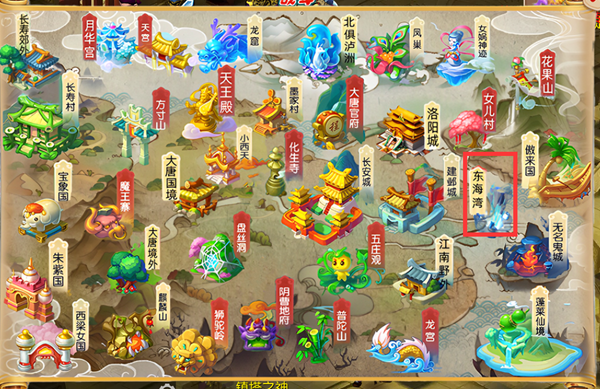 长寿郊外
月华宫
天宫
龙窟
北俱泸洲
凤巢
女娲神迹
花果山
长寿村
方寸山
天王殿
墨家村
大唐官府
洛阳城
女儿村
傲来国
宝象国
魔王寨
大唐国境
小西天
化生寺
长安城
建邺城
东海湾
朱紫国
大唐境外
盘丝洞
五庄观
江南野外
无名鬼城
西梁女国
麒麟山
狮驼岭
阴曹地府
普陀山
龙宫
蓬莱仙境
镇塔之神